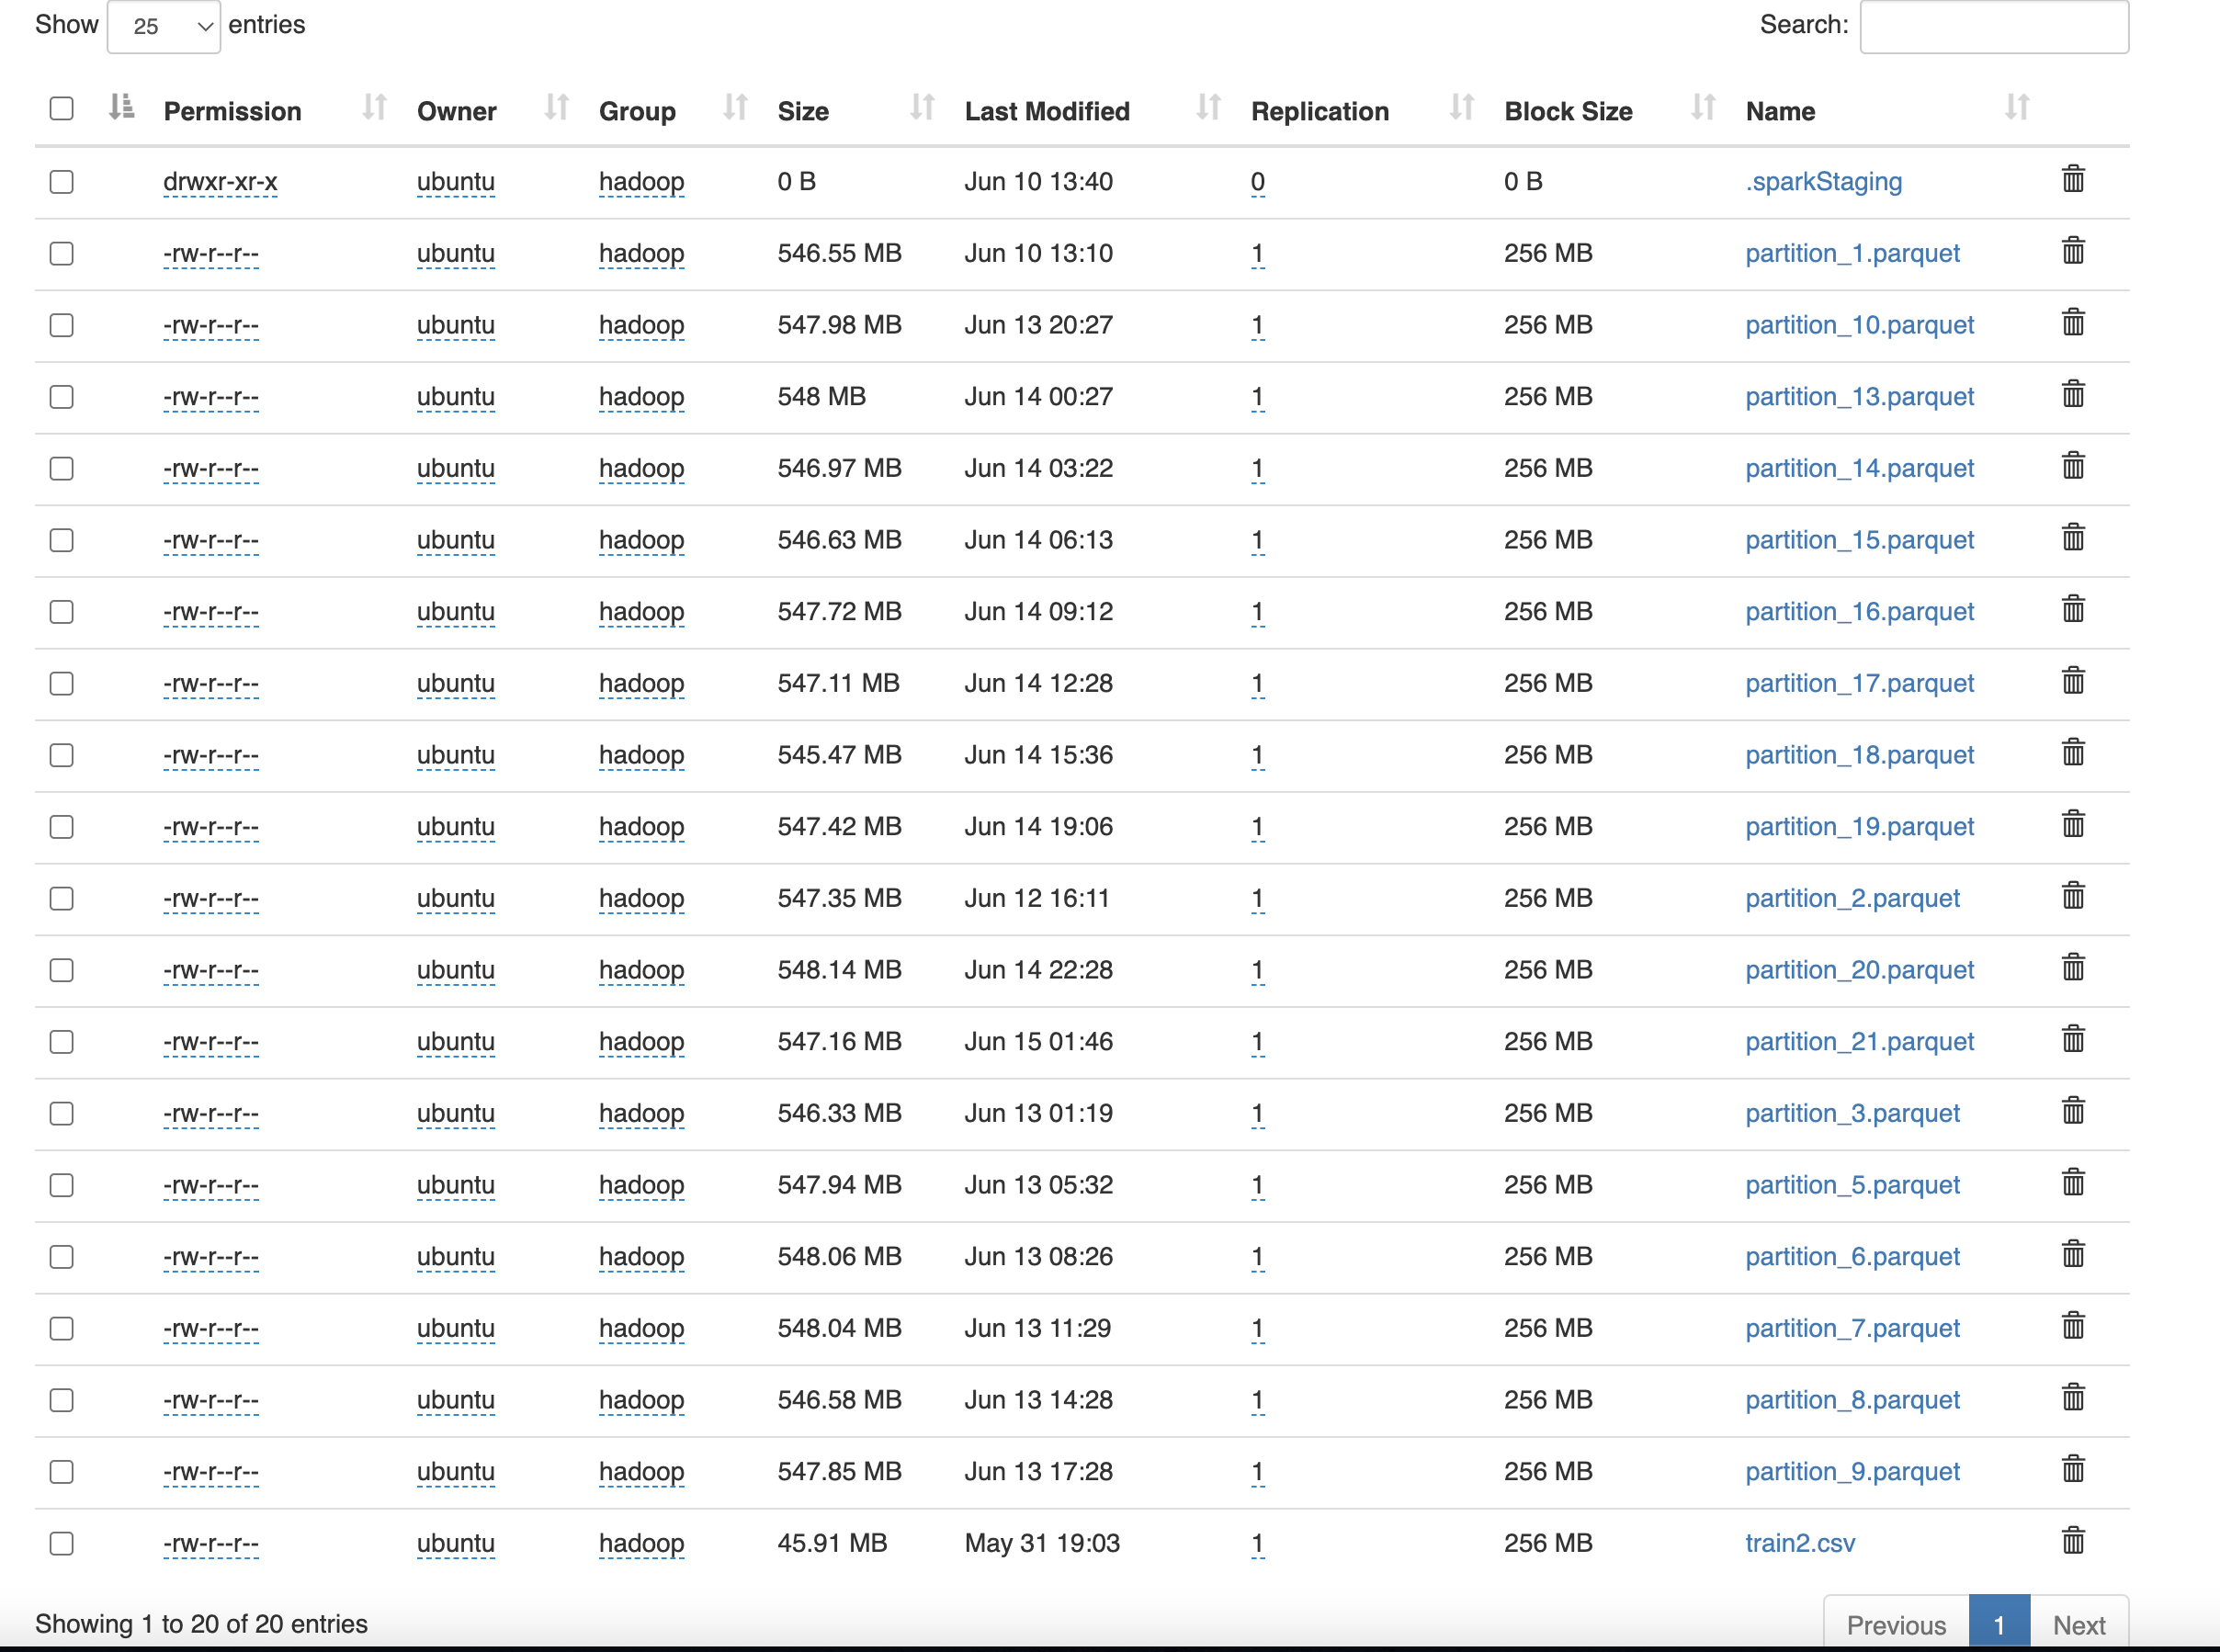 Show 25 entries Search:
Permission Owner Group Size Last Modified Replication Block Size Name
drwxr-xr-x ubuntu hadoop 0 B Jun 10 13:40 0 0 B .sparkStaging
-rw-r--r-- ubuntu hadoop 546.55 MB Jun 10 13:10 1 256 MB partition_1.parquet
-rw-r--r-- ubuntu hadoop 547.98 MB Jun 13 20:27 1 256 MB partition_10.parquet
-rw-r--r-- ubuntu hadoop 548 MB Jun 14 00:27 1 256 MB partition_13.parquet
-rw-r--r-- ubuntu hadoop 546.97 MB Jun 14 03:22 1 256 MB partition_14.parquet
-rw-r--r-- ubuntu hadoop 546.63 MB Jun 14 06:13 1 256 MB partition_15.parquet
-rw-r--r-- ubuntu hadoop 547.72 MB Jun 14 09:12 1 256 MB partition_16.parquet
-rw-r--r-- ubuntu hadoop 547.11 MB Jun 14 12:28 1 256 MB partition_17.parquet
-rw-r--r-- ubuntu hadoop 545.47 MB Jun 14 15:36 1 256 MB partition_18.parquet
-rw-r--r-- ubuntu hadoop 547.42 MB Jun 14 19:06 1 256 MB partition_19.parquet
-rw-r--r-- ubuntu hadoop 547.35 MB Jun 12 16:11 1 256 MB partition_2.parquet
-rw-r--r-- ubuntu hadoop 548.14 MB Jun 14 22:28 1 256 MB partition_20.parquet
-rw-r--r-- ubuntu hadoop 547.16 MB Jun 15 01:46 1 256 MB partition_21.parquet
-rw-r--r-- ubuntu hadoop 546.33 MB Jun 13 01:19 1 256 MB partition_3.parquet
-rw-r--r-- ubuntu hadoop 547.94 MB Jun 13 05:32 1 256 MB partition_5.parquet
-rw-r--r-- ubuntu hadoop 548.06 MB Jun 13 08:26 1 256 MB partition_6.parquet
-rw-r--r-- ubuntu hadoop 548.04 MB Jun 13 11:29 1 256 MB partition_7.parquet
-rw-r--r-- ubuntu hadoop 546.58 MB Jun 13 14:28 1 256 MB partition_8.parquet
-rw-r--r-- ubuntu hadoop 547.85 MB Jun 13 17:28 1 256 MB partition_9.parquet
-rw-r--r-- ubuntu hadoop 45.91 MB May 31 19:03 1 256 MB train2.csv
Showing 1 to 20 of 20 entries Previous 1 Next